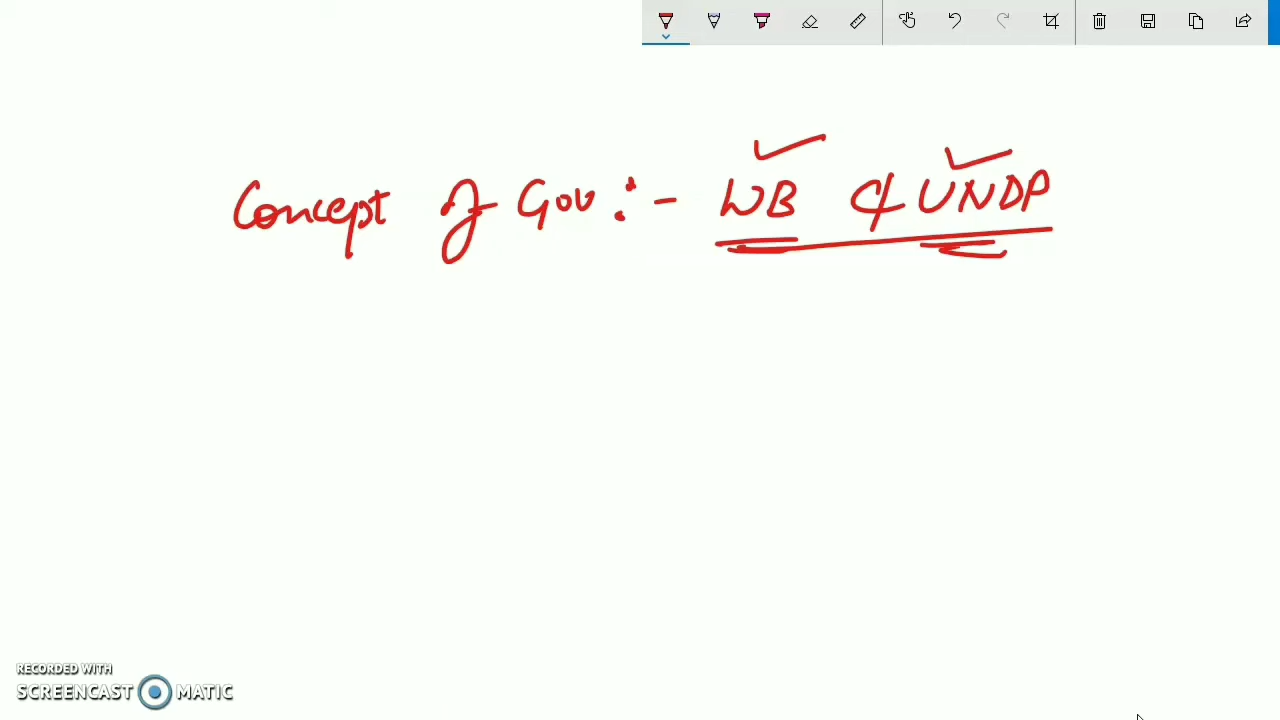 Concept of Gov :- WB & UNDP
RECORDED WITH
SCREENCAST MATIC